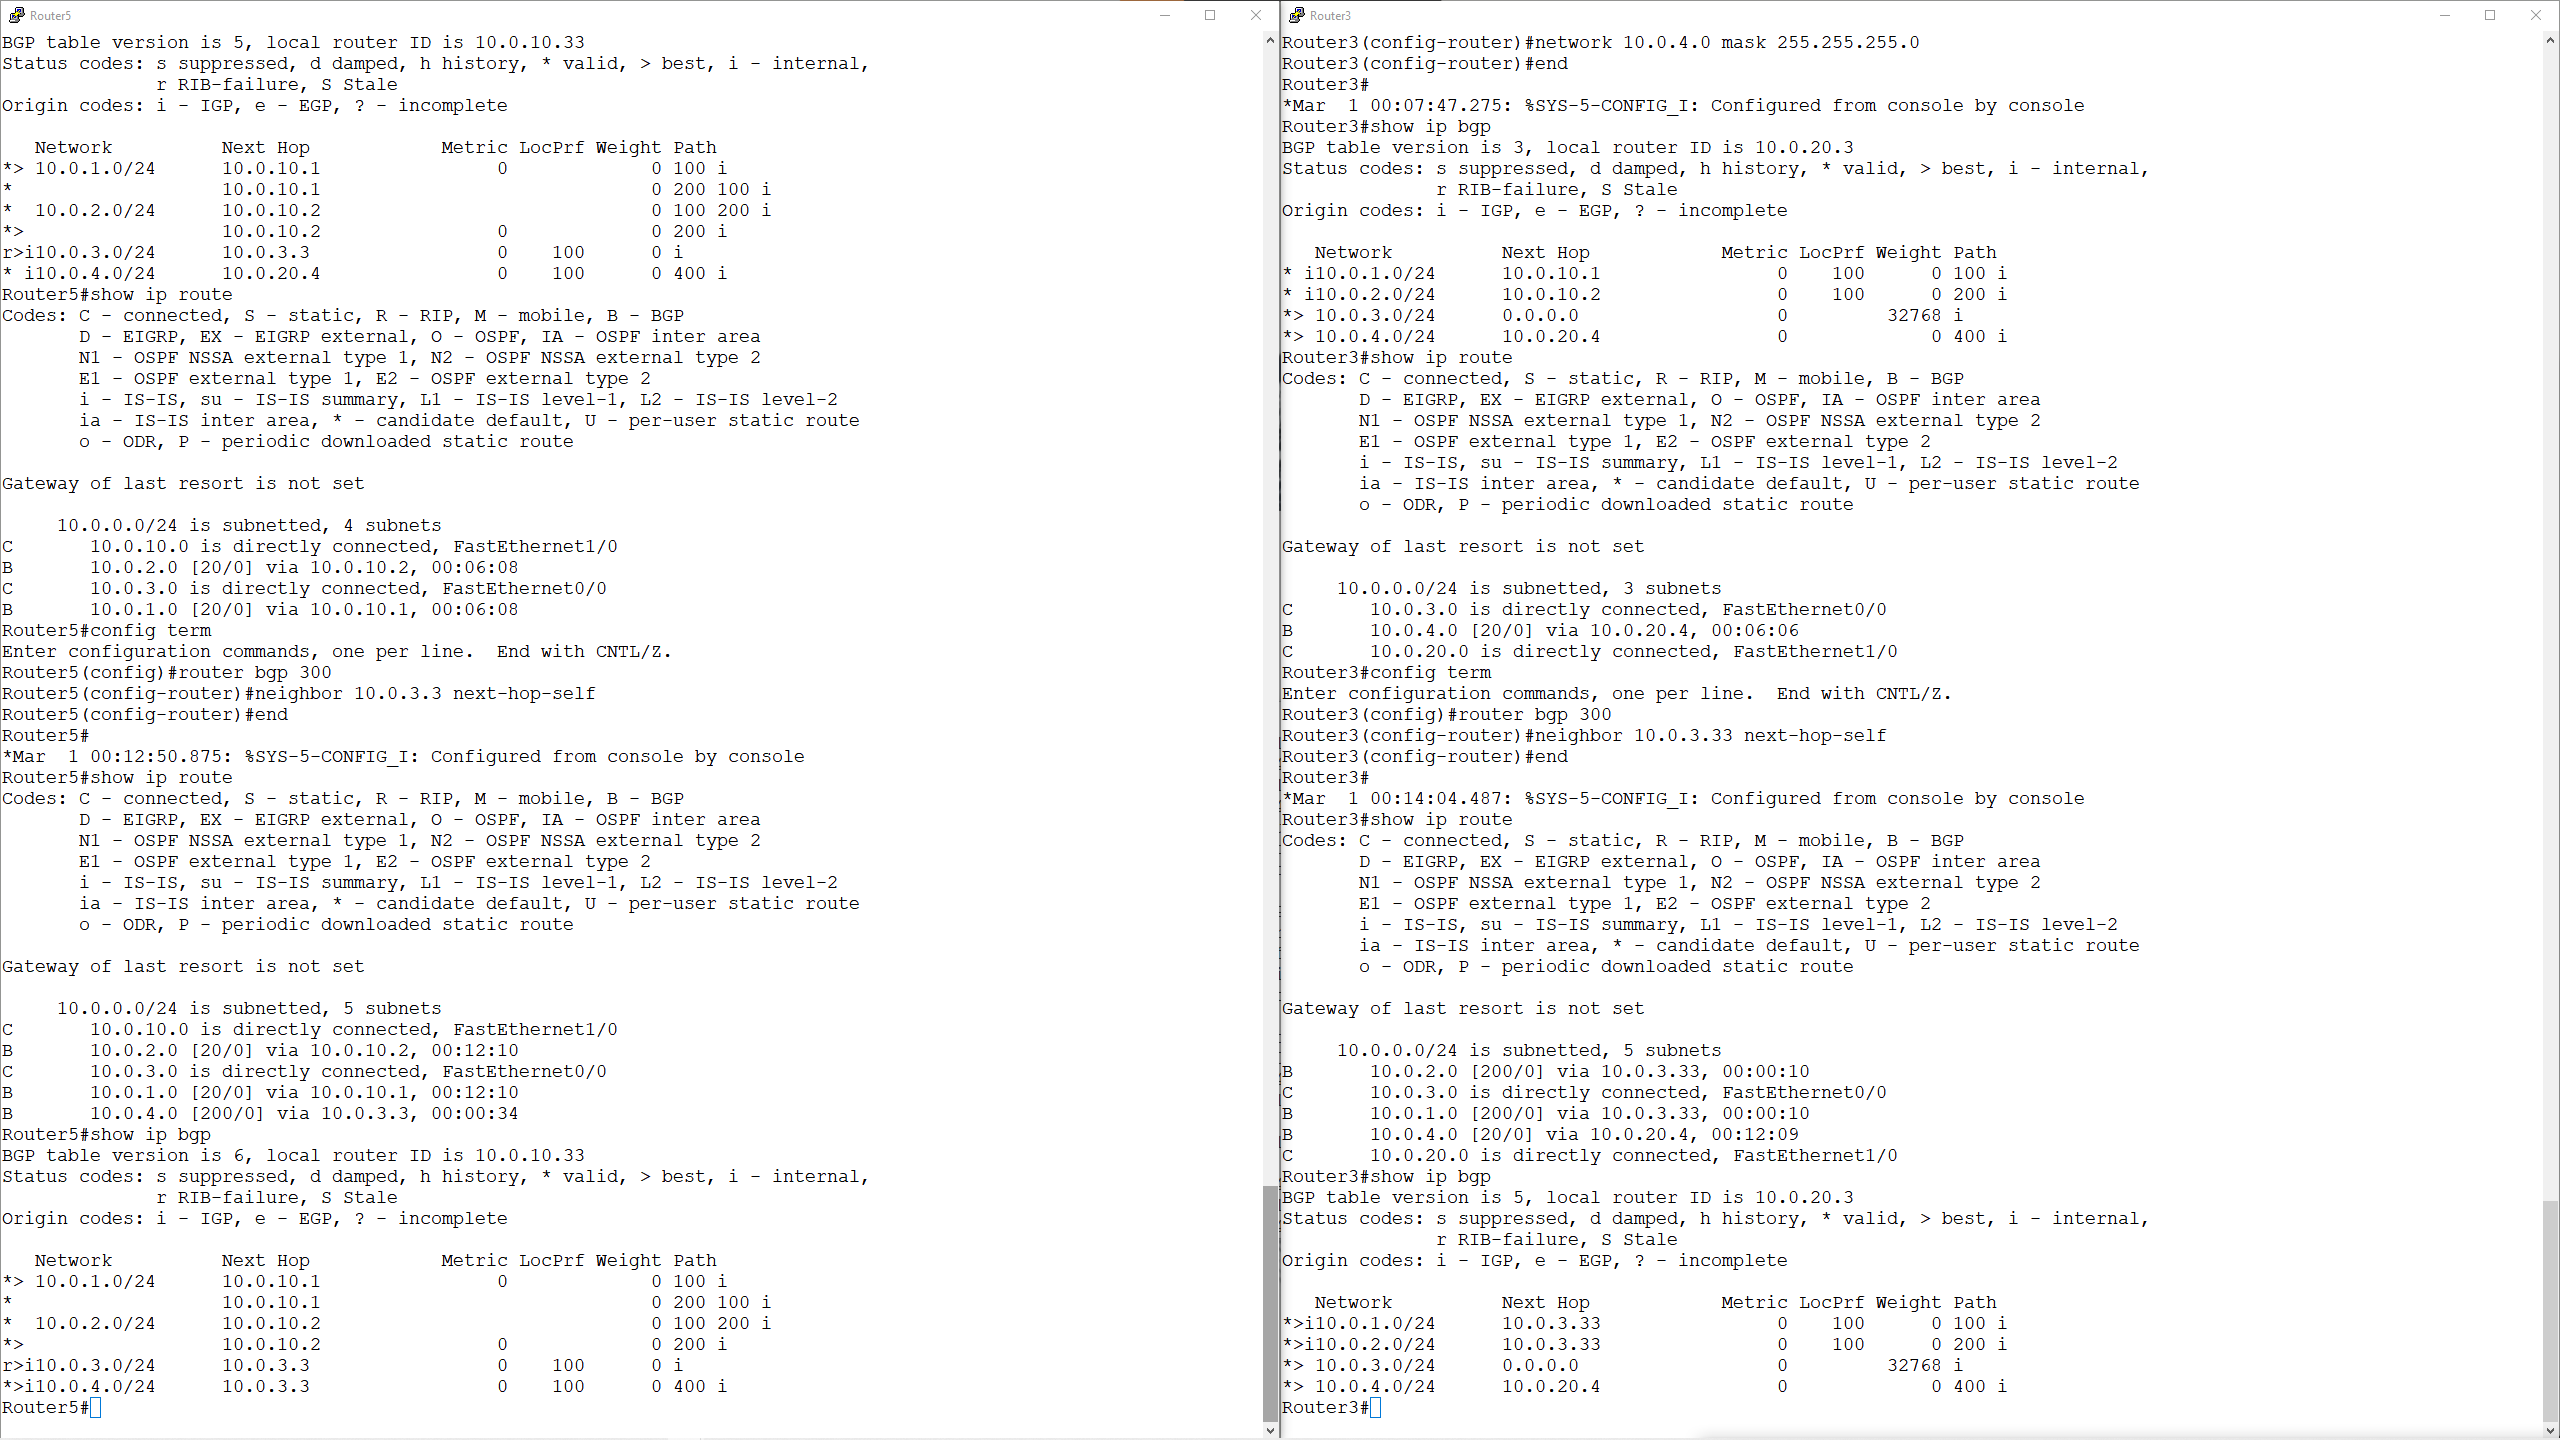 Router5
BGP table version is 5, local router ID is 10.0.10.33
Status codes: s suppressed, d damped, h history, * valid, > best, i - internal,
              r RIB-failure, S Stale
Origin codes: i - IGP, e - EGP, ? - incomplete

   Network          Next Hop            Metric LocPrf Weight Path
*> 10.0.1.0/24      10.0.10.1                0             0 100 i
*                   10.0.10.1                              0 200 100 i
*  10.0.2.0/24      10.0.10.2                              0 100 200 i
*>                  10.0.10.2                0             0 200 i
r>i10.0.3.0/24      10.0.3.3                 0    100      0 i
* i10.0.4.0/24      10.0.20.4                0    100      0 400 i
Router5#show ip route
Codes: C - connected, S - static, R - RIP, M - mobile, B - BGP
       D - EIGRP, EX - EIGRP external, O - OSPF, IA - OSPF inter area
       N1 - OSPF NSSA external type 1, N2 - OSPF NSSA external type 2
       E1 - OSPF external type 1, E2 - OSPF external type 2
       i - IS-IS, su - IS-IS summary, L1 - IS-IS level-1, L2 - IS-IS level-2
       ia - IS-IS inter area, * - candidate default, U - per-user static route
       o - ODR, P - periodic downloaded static route

Gateway of last resort is not set

     10.0.0.0/24 is subnetted, 4 subnets
C       10.0.10.0 is directly connected, FastEthernet1/0
B       10.0.2.0 [20/0] via 10.0.10.2, 00:06:08
C       10.0.3.0 is directly connected, FastEthernet0/0
B       10.0.1.0 [20/0] via 10.0.10.1, 00:06:08
Router5#config term
Enter configuration commands, one per line.  End with CNTL/Z.
Router5(config)#router bgp 300
Router5(config-router)#neighbor 10.0.3.3 next-hop-self
Router5(config-router)#end
Router5#
*Mar  1 00:12:50.875: %SYS-5-CONFIG_I: Configured from console by console
Router5#show ip route
Codes: C - connected, S - static, R - RIP, M - mobile, B - BGP
       D - EIGRP, EX - EIGRP external, O - OSPF, IA - OSPF inter area
       N1 - OSPF NSSA external type 1, N2 - OSPF NSSA external type 2
       E1 - OSPF external type 1, E2 - OSPF external type 2
       i - IS-IS, su - IS-IS summary, L1 - IS-IS level-1, L2 - IS-IS level-2
       ia - IS-IS inter area, * - candidate default, U - per-user static route
       o - ODR, P - periodic downloaded static route

Gateway of last resort is not set

     10.0.0.0/24 is subnetted, 5 subnets
C       10.0.10.0 is directly connected, FastEthernet1/0
B       10.0.2.0 [20/0] via 10.0.10.2, 00:12:10
C       10.0.3.0 is directly connected, FastEthernet0/0
B       10.0.1.0 [20/0] via 10.0.10.1, 00:12:10
B       10.0.4.0 [200/0] via 10.0.3.3, 00:00:34
Router5#show ip bgp
BGP table version is 6, local router ID is 10.0.10.33
Status codes: s suppressed, d damped, h history, * valid, > best, i - internal,
              r RIB-failure, S Stale
Origin codes: i - IGP, e - EGP, ? - incomplete

   Network          Next Hop            Metric LocPrf Weight Path
*> 10.0.1.0/24      10.0.10.1                0             0 100 i
*                   10.0.10.1                              0 200 100 i
*  10.0.2.0/24      10.0.10.2                              0 100 200 i
*>                  10.0.10.2                0             0 200 i
r>i10.0.3.0/24      10.0.3.3                 0    100      0 i
*>i10.0.4.0/24      10.0.3.3                 0    100      0 400 i
Router5#
Router3
Router3(config-router)#network 10.0.4.0 mask 255.255.255.0
Router3(config-router)#end
Router3#
*Mar  1 00:07:47.275: %SYS-5-CONFIG_I: Configured from console by console
Router3#show ip bgp
BGP table version is 3, local router ID is 10.0.20.3
Status codes: s suppressed, d damped, h history, * valid, > best, i - internal,
              r RIB-failure, S Stale
Origin codes: i - IGP, e - EGP, ? - incomplete

   Network          Next Hop            Metric LocPrf Weight Path
* i10.0.1.0/24      10.0.10.1                0    100      0 100 i
* i10.0.2.0/24      10.0.10.2                0    100      0 200 i
*> 10.0.3.0/24      0.0.0.0                  0         32768 i
*> 10.0.4.0/24      10.0.20.4                0             0 400 i
Router3#show ip route
Codes: C - connected, S - static, R - RIP, M - mobile, B - BGP
       D - EIGRP, EX - EIGRP external, O - OSPF, IA - OSPF inter area
       N1 - OSPF NSSA external type 1, N2 - OSPF NSSA external type 2
       E1 - OSPF external type 1, E2 - OSPF external type 2
       i - IS-IS, su - IS-IS summary, L1 - IS-IS level-1, L2 - IS-IS level-2
       ia - IS-IS inter area, * - candidate default, U - per-user static route
       o - ODR, P - periodic downloaded static route

Gateway of last resort is not set

     10.0.0.0/24 is subnetted, 3 subnets
C       10.0.3.0 is directly connected, FastEthernet0/0
B       10.0.4.0 [20/0] via 10.0.20.4, 00:06:06
C       10.0.20.0 is directly connected, FastEthernet1/0
Router3#config term
Enter configuration commands, one per line.  End with CNTL/Z.
Router3(config)#router bgp 300
Router3(config-router)#neighbor 10.0.3.33 next-hop-self
Router3(config-router)#end
Router3#
*Mar  1 00:14:04.487: %SYS-5-CONFIG_I: Configured from console by console
Router3#show ip route
Codes: C - connected, S - static, R - RIP, M - mobile, B - BGP
       D - EIGRP, EX - EIGRP external, O - OSPF, IA - OSPF inter area
       N1 - OSPF NSSA external type 1, N2 - OSPF NSSA external type 2
       E1 - OSPF external type 1, E2 - OSPF external type 2
       i - IS-IS, su - IS-IS summary, L1 - IS-IS level-1, L2 - IS-IS level-2
       ia - IS-IS inter area, * - candidate default, U - per-user static route
       o - ODR, P - periodic downloaded static route

Gateway of last resort is not set

     10.0.0.0/24 is subnetted, 5 subnets
B       10.0.2.0 [200/0] via 10.0.3.33, 00:00:10
C       10.0.3.0 is directly connected, FastEthernet0/0
B       10.0.1.0 [200/0] via 10.0.3.33, 00:00:10
B       10.0.4.0 [20/0] via 10.0.20.4, 00:12:09
C       10.0.20.0 is directly connected, FastEthernet1/0
Router3#show ip bgp
BGP table version is 5, local router ID is 10.0.20.3
Status codes: s suppressed, d damped, h history, * valid, > best, i - internal,
              r RIB-failure, S Stale
Origin codes: i - IGP, e - EGP, ? - incomplete

   Network          Next Hop            Metric LocPrf Weight Path
*>i10.0.1.0/24      10.0.3.33                0    100      0 100 i
*>i10.0.2.0/24      10.0.3.33                0    100      0 200 i
*> 10.0.3.0/24      0.0.0.0                  0         32768 i
*> 10.0.4.0/24      10.0.20.4                0             0 400 i
Router3#